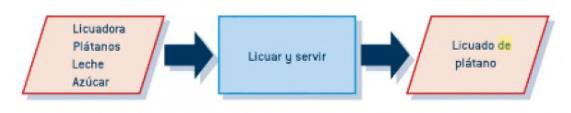 Licuadora
Plátanos
Leche
Azúcar
Licuar y servir
Licuado de
plátano